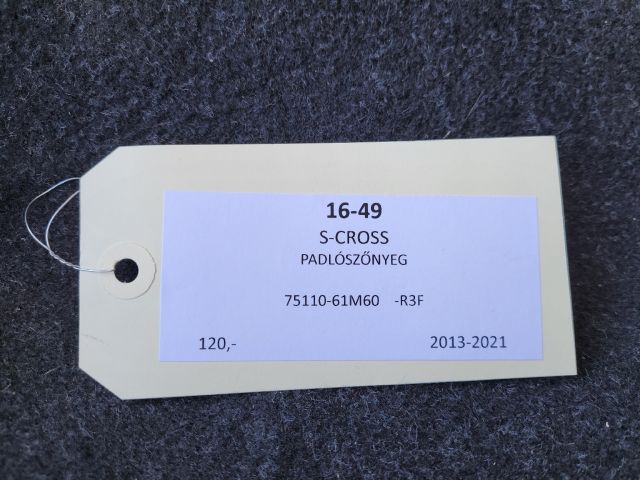 16-49
S-CROSS
PADLÓSZŐNYEG
75110-61M60 -R3F
120,- 2013-2021